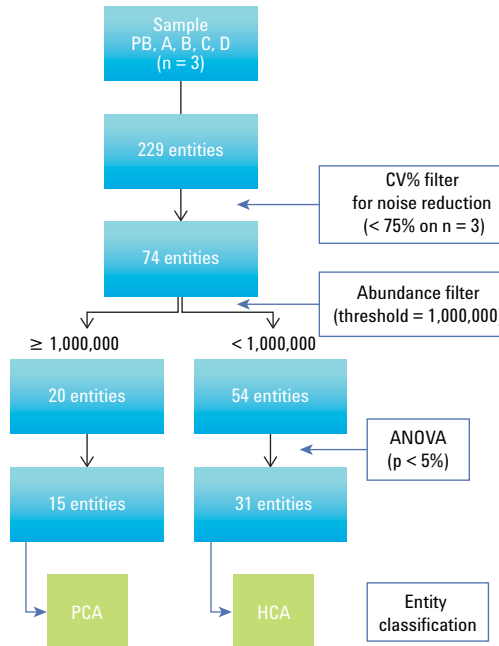 Sample
PB, A, B, C, D
(n = 3)
229 entities
CV% filter
for noise reduction
(< 75% on n = 3)
74 entities
Abundance filter
(threshold = 1,000,000)
≥ 1,000,000
< 1,000,000
20 entities
54 entities
ANOVA
(p < 5%)
15 entities
31 entities
PCA
HCA
Entity
classification